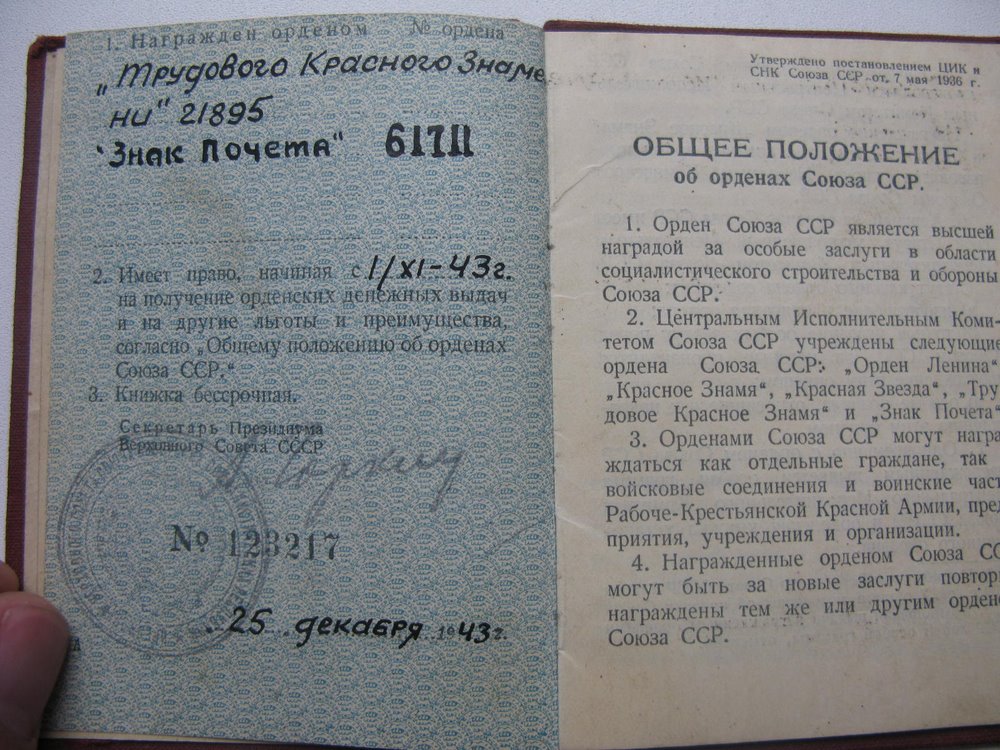 1. Награжден орденом № ордена
„Трудового Красного Знаме
ни" 21895
"Знак Почета" 61711
2. Имеет право, начиная с 1/XI-43г.
на получение орденских денежных выдач
и на другие льготы и преимущества,
согласно „Общему положению об орденах
Союза ССР.“
3. Книжка бессрочная.
Секретарь Президиума
Верховного Совета СССР
№ 123217
25 декабря 1943г.
Утверждено постановлением ЦИК и
СНК Союза ССР от 7 мая 1936 г.
ОБЩЕЕ ПОЛОЖЕНИЕ
об орденах Союза ССР.
1. Орден Союза ССР является высшей
наградой за особые заслуги в области
социалистического строительства и обороны
Союза ССР.
2. Центральным Исполнительным Коми-
тетом Союза ССР учреждены следующие
ордена Союза ССР: „Орден Ленина“
„Красное Знамя“, „Красная Звезда“, „Тру
довое Красное Знамя“ и „Знак Почета“
3. Орденами Союза ССР могут награ
ждаться как отдельные граждане, так
войсковые соединения и воинские част
Рабоче-Крестьянской Красной Армии, пред
приятия, учреждения и организации.
4. Награжденные орденом Союза СС
могут быть за новые заслуги повтор
награждены тем же или другим ордено
Союза ССР.